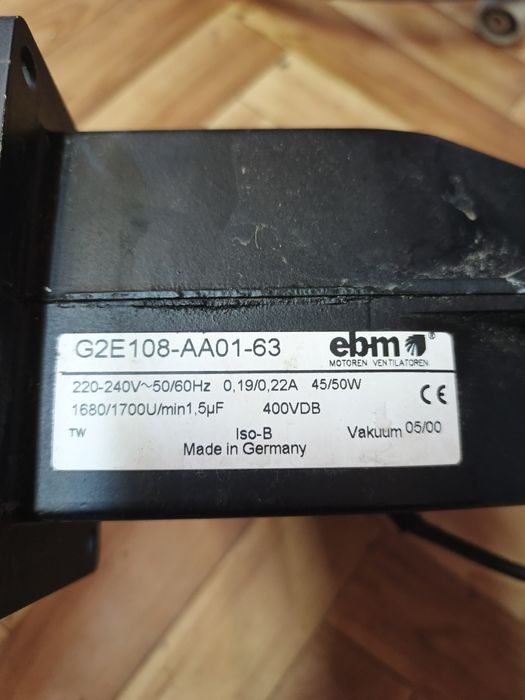 G2E108-AA01-63
ebm
®
MOTOREN VENTILATOREN
220-240V~50/60Hz 0,19/0,22A 45/50W
CE
1680/1700U/min1,5µF 400VDB
TW
Iso-B
Vakuum 05/00
Made in Germany